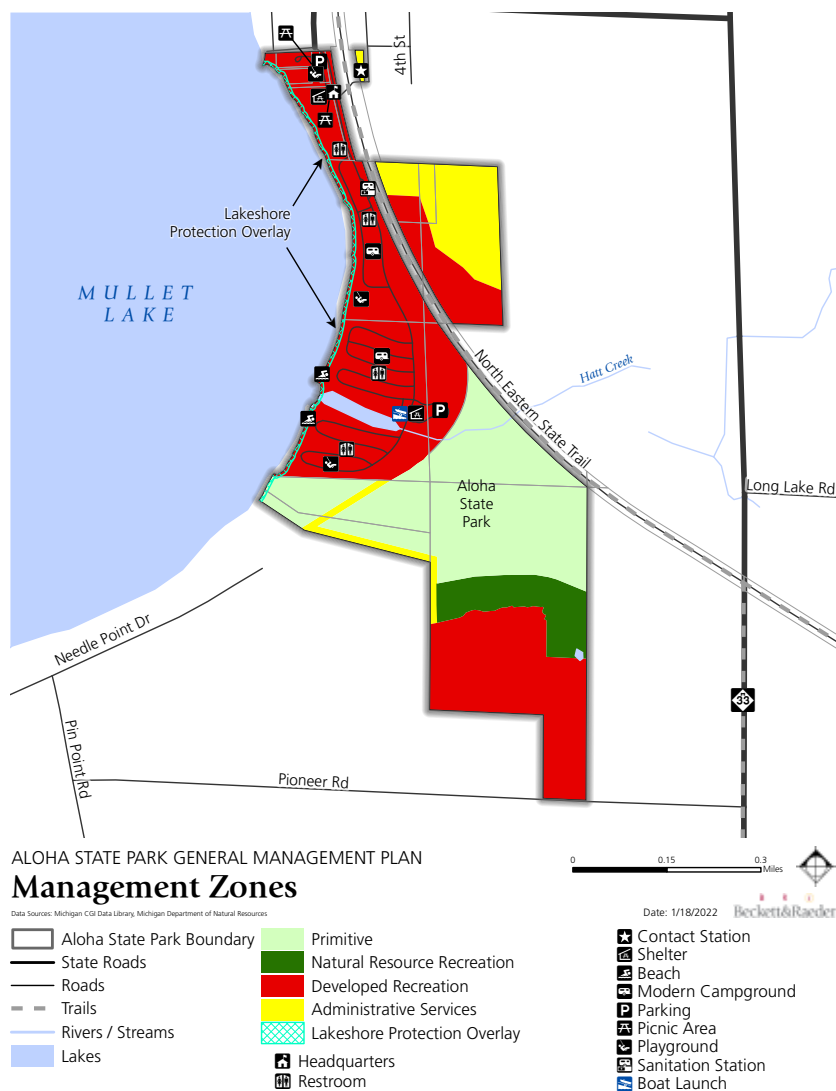 4th St
Lakeshore
Protection Overlay
MULLET
LAKE
North Eastern State Trail
Hatt Creek
Aloha
State
Park
Long Lake Rd
Needle Point Dr
Pin Point Rd
33
Pioneer Rd
ALOHA STATE PARK GENERAL MANAGEMENT PLAN
Management Zones
Data Sources: Michigan CGI Data Library, Michigan Department of Natural Resources
0 0.15 0.3
Miles
Date: 1/18/2022
Beckett&Raeder
Aloha State Park Boundary
State Roads
Roads
Trails
Rivers / Streams
Lakes
Primitive
Natural Resource Recreation
Developed Recreation
Administrative Services
Lakeshore Protection Overlay
Headquarters
Restroom
Contact Station
Shelter
Beach
Modern Campground
P Parking
Picnic Area
Playground
Sanitation Station
Boat Launch